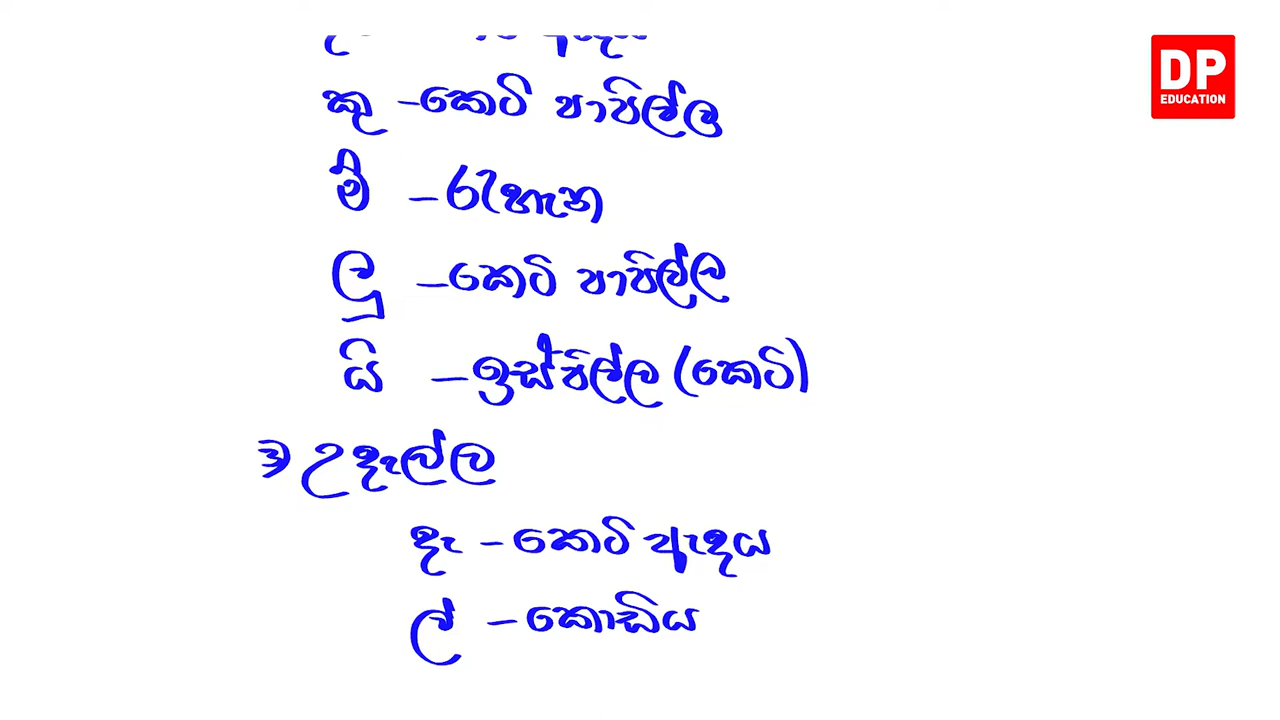 DP
EDUCATION
කු – කෙටි පාපිල්ල
ම් – රැහැන
ලු – කෙටි පාපිල්ල
යි – ඉස්පිල්ල (කෙටි)
3) උදැල්ල
දැ – කෙටි ඇදය
ල් – කොඩිය